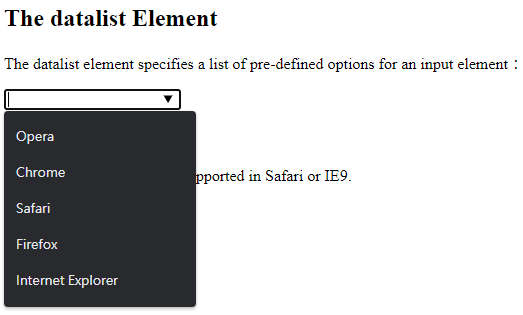 The datalist Element
The datalist element specifies a list of pre-defined options for an input element：
Opera
Chrome
pported in Safari or IE9.
Safari
Firefox
Internet Explorer